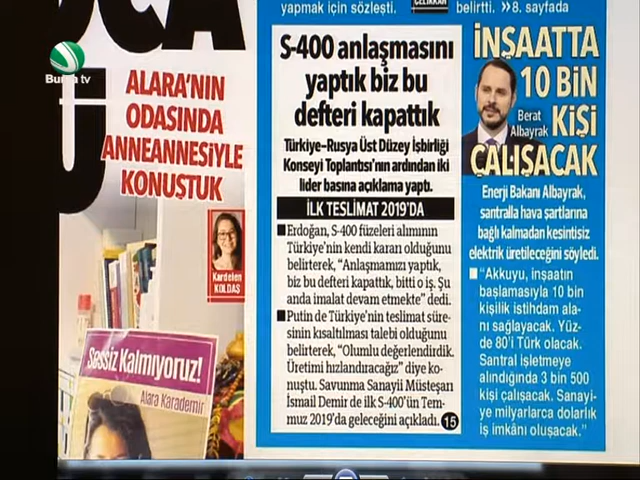 yapmak için sözleşti.
ÇELİKKAN
belirtti. »8. sayfada
Bursa tv
ALARA'NIN
ODASINDA
ANNEANNESİYLE
KONUŞTUK
Kardelen
KOLDAŞ
Sessiz Kalmıyoruz!
Alara Karademir
S-400 anlaşmasını
yaptık biz bu
defteri kapattık
Türkiye–Rusya Üst Düzey İşbirliği
Konseyi Toplantısı'nın ardından iki
lider basına açıklama yaptı.
İLK TESLİMAT 2019'DA
Erdoğan, S-400 füzeleri alımının
Türkiye'nin kendi kararı olduğunu
belirterek, “Anlaşmamızı yaptık,
biz bu defteri kapattık, bitti o iş. Şu
anda imalat devam etmekte” dedi.
Putin de Türkiye'nin teslimat süre-
sinin kısaltılması talebi olduğunu
belirterek, “Olumlu değerlendirdik.
Üretimi hızlandıracağız” diye ko-
nuştu. Savunma Sanayii Müsteşarı
İsmail Demir de ilk S-400'ün Tem-
muz 2019'da geleceğini açıkladı. 15
İNŞAATTA
10 BİN
KİŞİ
ÇALIŞACAK
Berat
Albayrak
Enerji Bakanı Albayrak,
santralla hava şartlarına
bağlı kalmadan kesintisiz
elektrik üretileceğini söyledi.
“Akkuyu, inşaatın
başlamasıyla 10 bin
kişilik istihdam ala-
nı sağlayacak. Yüz-
de 80'i Türk olacak.
Santral işletmeye
alındığında 3 bin 500
kişi çalışacak. Sanayi-
ye milyarlarca dolarlık
iş imkânı oluşacak.”